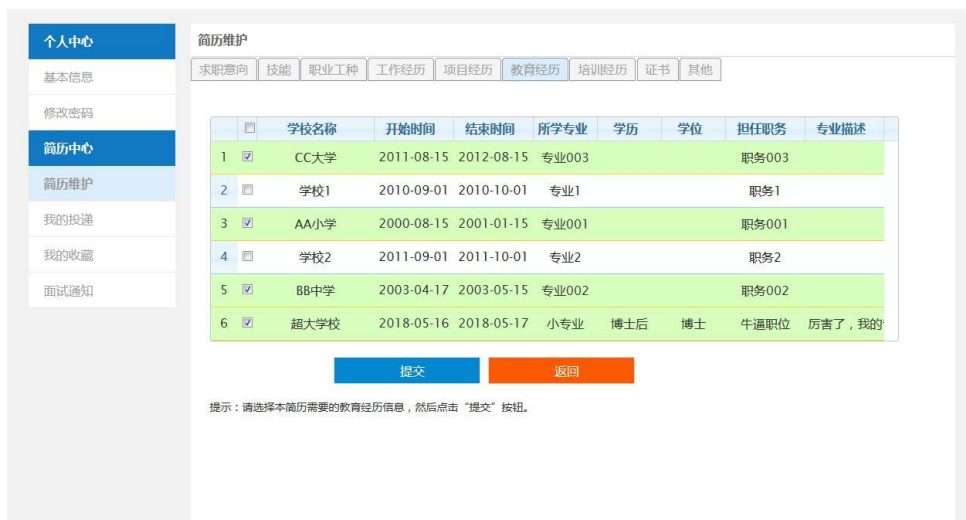 个人中心
基本信息
修改密码
简历中心
简历维护
我的投递
我的收藏
面试通知
简历维护
求职意向 技能 职业工种 工作经历 项目经历 教育经历 培训经历 证书 其他
学校名称 开始时间 结束时间 所学专业 学历 学位 担任职务 专业描述
1 CC大学 2011-08-15 2012-08-15 专业003 职务003
2 学校1 2010-09-01 2010-10-01 专业1 职务1
3 AA小学 2000-08-15 2001-01-15 专业001 职务001
4 学校2 2011-09-01 2011-10-01 专业2 职务2
5 BB中学 2003-04-17 2003-05-15 专业002 职务002
6 超大学校 2018-05-16 2018-05-17 小专业 博士后 博士 牛逼职位 厉害了，我的
提交 返回
提示：请选择本简历需要的教育经历信息，然后点击“提交”按钮。